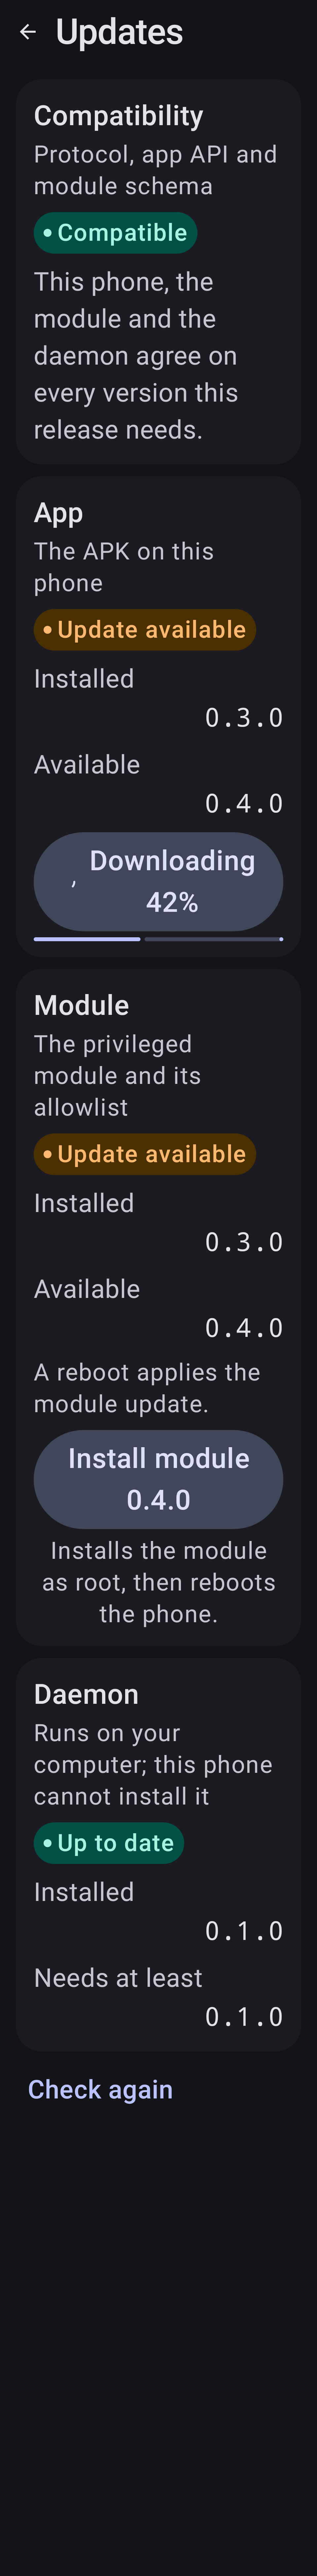 Updates
Compatibility
Protocol, app API and
module schema
Compatible
This phone, the
module and the
daemon agree on
every version this
release needs.
App
The APK on this
phone
Update available
Installed
0.3.0
Available
0.4.0
Downloading
42%
Module
The privileged
module and its
allowlist
Update available
Installed
0.3.0
Available
0.4.0
A reboot applies the
module update.
Install module
0.4.0
Installs the module
as root, then reboots
the phone.
Daemon
Runs on your
computer; this phone
cannot install it
Up to date
Installed
0.1.0
Needs at least
0.1.0
Check again